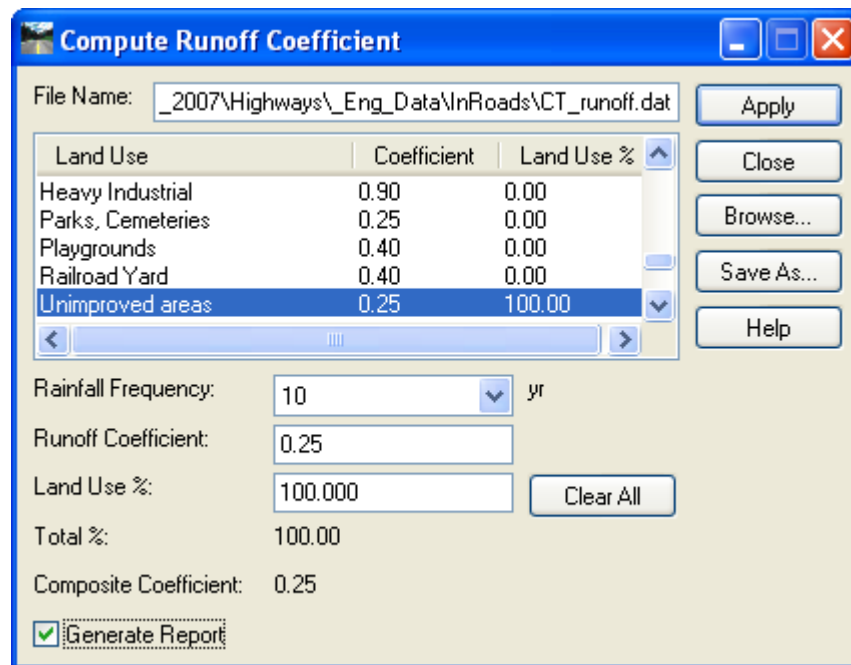 Compute Runoff Coefficient
File Name: _2007\Highways\_Eng_Data\InRoads\CT_runoff.dat
Apply
Land Use Coefficient Land Use %
Close
Heavy Industrial 0.90 0.00
Parks, Cemeteries 0.25 0.00
Browse...
Playgrounds 0.40 0.00
Railroad Yard 0.40 0.00
Save As...
Unimproved areas 0.25 100.00
Help
Rainfall Frequency: 10 yr
Runoff Coefficient: 0.25
Land Use %: 100.000
Clear All
Total %: 100.00
Composite Coefficient: 0.25
Generate Report